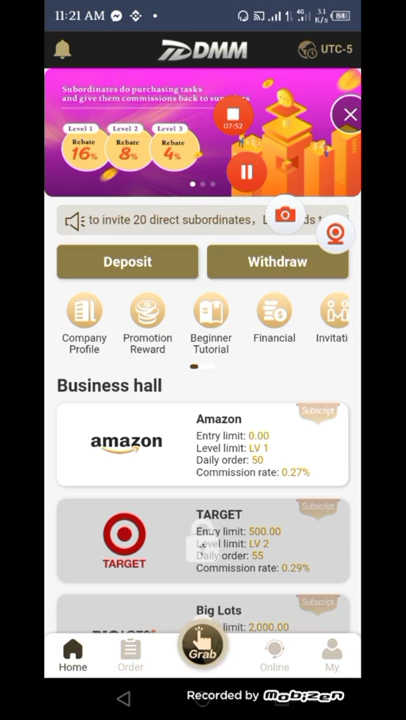 11:21 AM
4G
3.1 K/s
84
DMM
UTC-5
Subordinates do purchasing tasks
and give them commissions back to
Level 1
Level 2
Level 3
Rebate
Rebate
Rebate
16%
8%
4%
07:52
to invite 20 direct subordinates,
Deposit
Withdraw
Company
Profile
Promotion
Reward
Beginner
Tutorial
Financial
Invitati
Business hall
Subscript
amazon
Amazon
Entry limit: 0.00
Level limit: LV 1
Daily order: 50
Commission rate: 0.27%
Subscript
TARGET
TARGET
Entry limit: 500.00
Level limit: LV 2
Daily order: 55
Commission rate: 0.29%
Subscript
Big Lots
limit: 2,000.00
Grab
Home
Order
Online
My
Recorded by mobizen